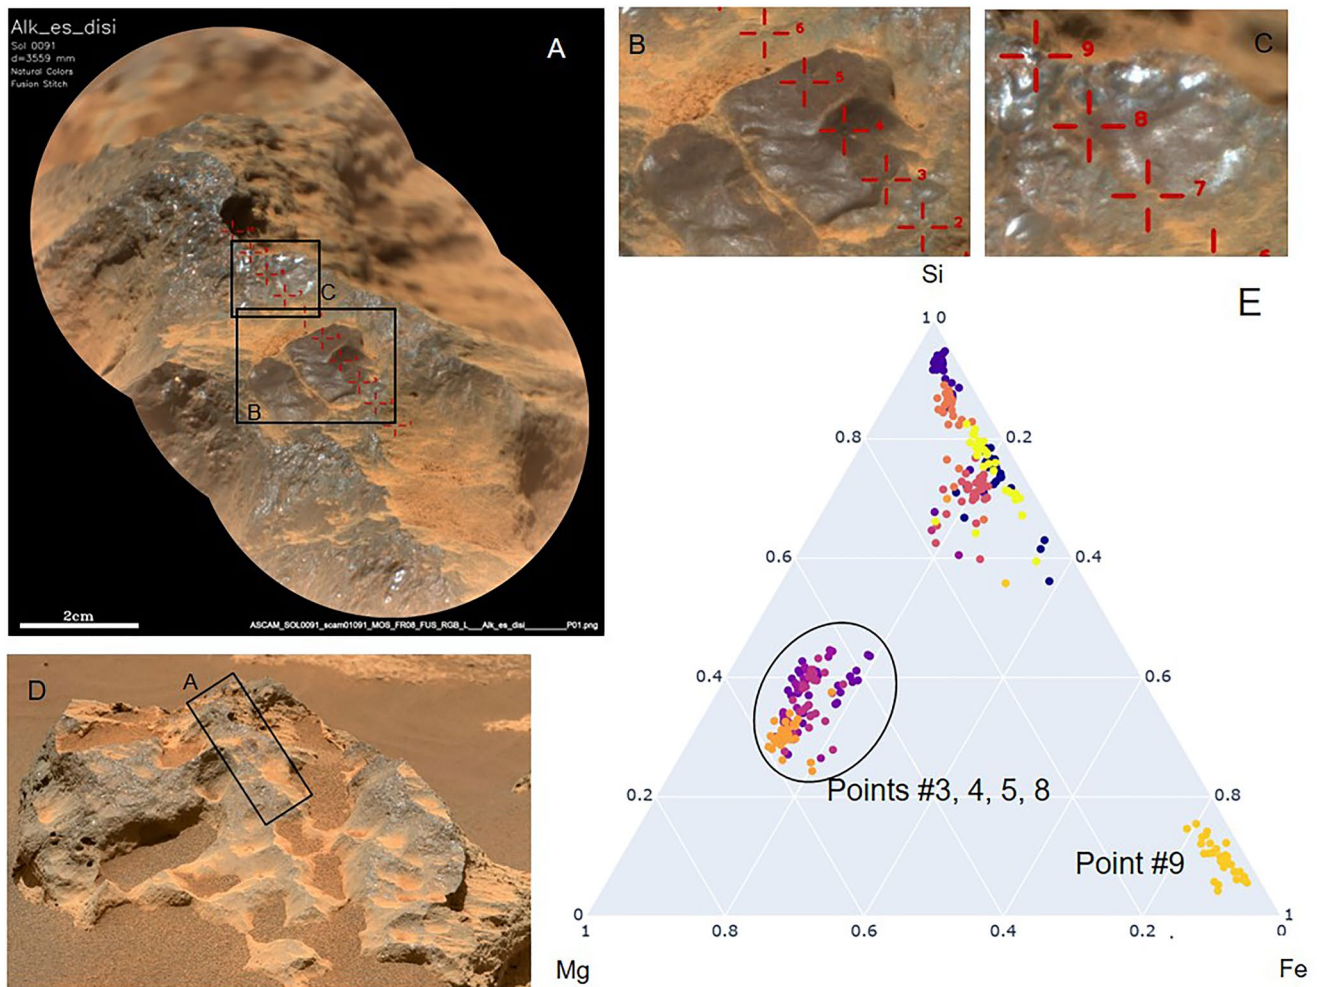 Alk_es_disi
Sol 0091
d=3559 mm
Natural Colors
Fusion Stitch
A
C
B
2cm
ASCAM_SOL0091_scam01091_MOS_FR08_FUS_RGB_L___Alk_es_disi________P01.png
B
6
5
4
3
2
C
9
8
7
6
D
A
E
Si
1 0
0.8 0.2
0.6 0.4
0.4 0.6
0.2 0.8
0 1
1 0.8 0.6 0.4 0.2 0
Mg Fe
Points #3, 4, 5, 8
Point #9